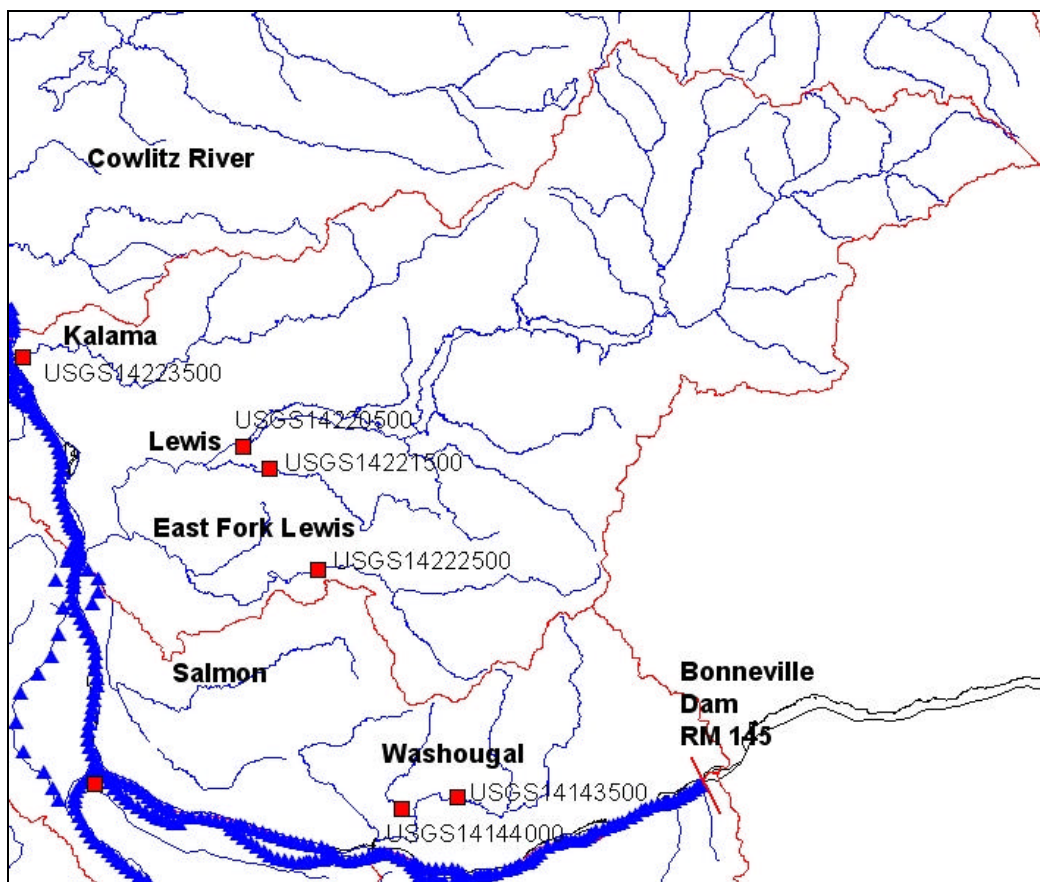 Cowlitz River
Kalama
USGS14223500
USGS14220500
Lewis
USGS14221500
East Fork Lewis
USGS14222500
Salmon
Bonneville
Dam
RM 145
Washougal
USGS14143500
USGS14144000